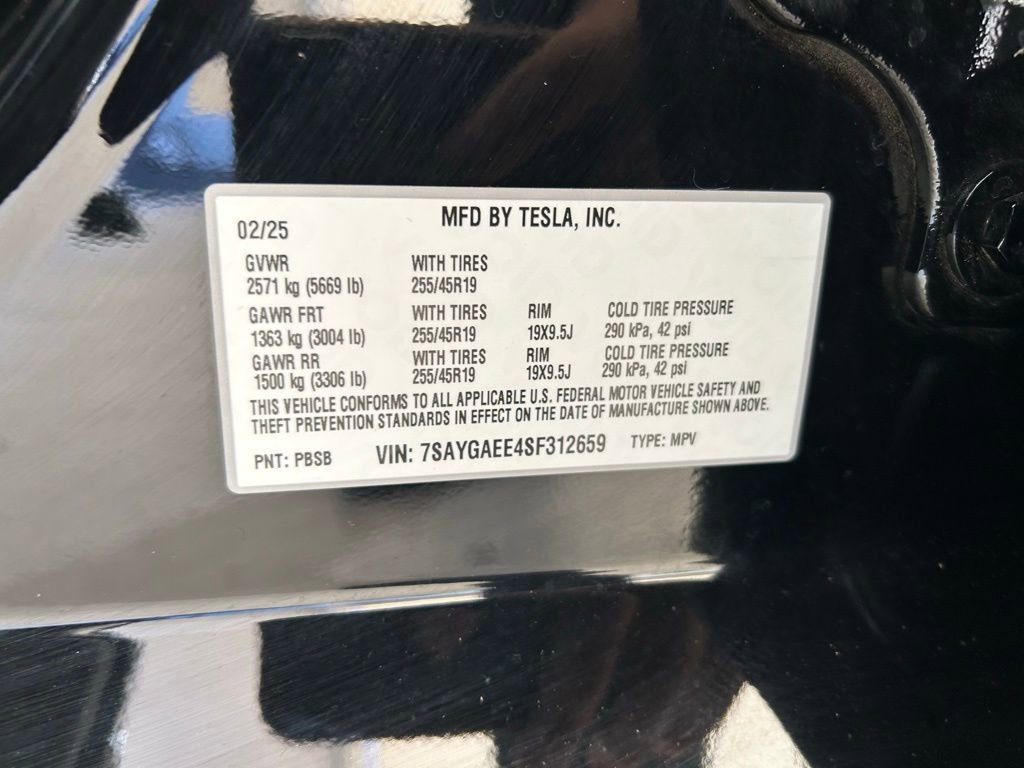 MFD BY TESLA, INC.
02/25
GVWR WITH TIRES
2571 kg (5669 lb) 255/45R19
GAWR FRT WITH TIRES RIM COLD TIRE PRESSURE
1363 kg (3004 lb) 255/45R19 19X9.5J 290 kPa, 42 psi
GAWR RR WITH TIRES RIM COLD TIRE PRESSURE
1500 kg (3306 lb) 255/45R19 19X9.5J 290 kPa, 42 psi
THIS VEHICLE CONFORMS TO ALL APPLICABLE U.S. FEDERAL MOTOR VEHICLE SAFETY AND
THEFT PREVENTION STANDARDS IN EFFECT ON THE DATE OF MANUFACTURE SHOWN ABOVE.
PNT: PBSB VIN: 7SAYGAEE4SF312659 TYPE: MPV